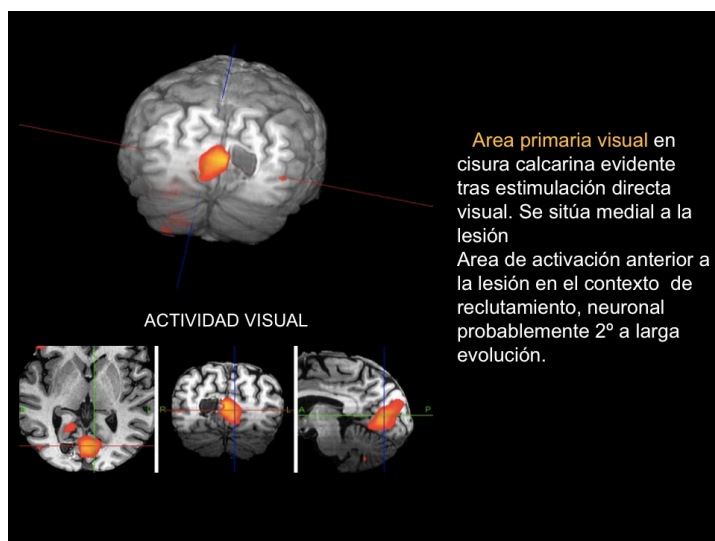 Area primaria visual en
cisura calcarina evidente
tras estimulación directa
visual. Se sitúa medial a la
lesión
Area de activación anterior a
la lesión en el contexto de
reclutamiento, neuronal
probablemente 2º a larga
evolución.
ACTIVIDAD VISUAL
R L A P